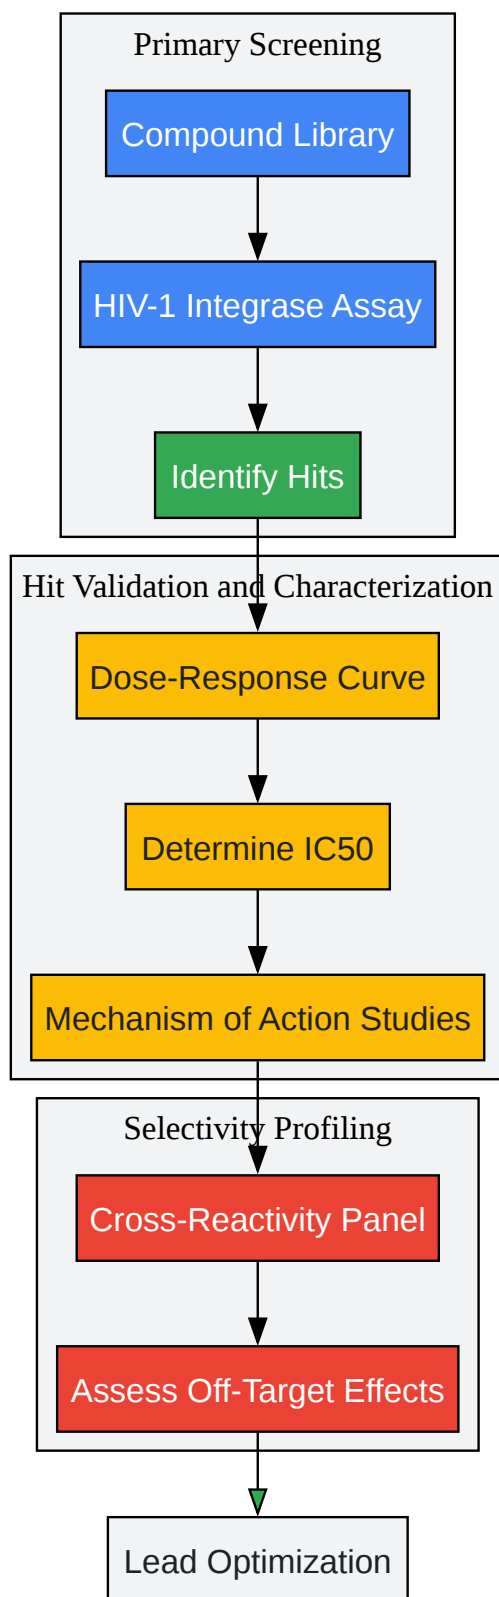 Primary Screening
Compound Library
HIV-1 Integrase Assay
Identify Hits
Hit Validation and Characterization
Dose-Response Curve
Determine IC50
Mechanism of Action Studies
Selectivity Profiling
Cross-Reactivity Panel
Assess Off-Target Effects
Lead Optimization